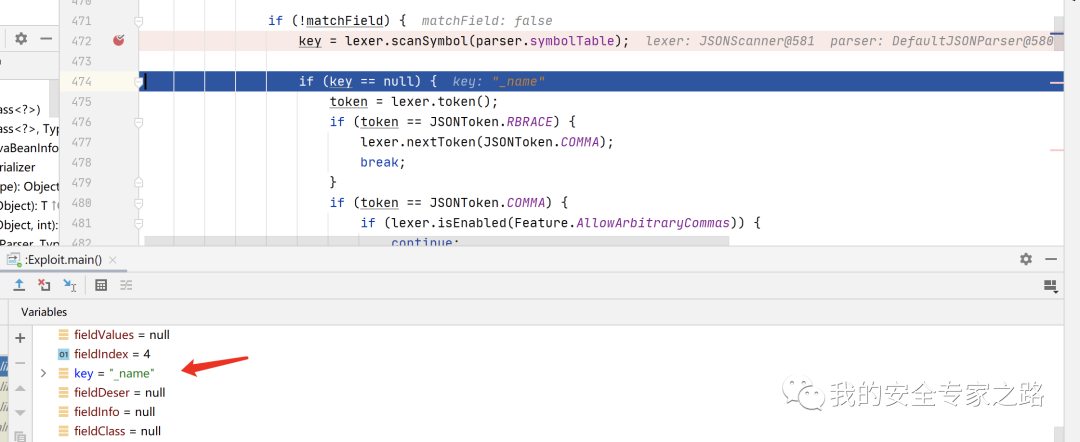 470
471 if (!matchField) { matchField: false
472 key = lexer.scanSymbol(parser.symbolTable); lexer: JSONScanner@581 parser: DefaultJSONParser@580
473
474 if (key == null) { key: "_name"
475 token = lexer.token();
476 if (token == JSONToken.RBRACE) {
477 lexer.nextToken(JSONToken.COMMA);
478 break;
479 }
480 if (token == JSONToken.COMMA) {
481 if (lexer.isEnabled(Feature.AllowArbitraryCommas)) {
482 continue;
ass<?>)
ass<?>, Typ
vaBeanInfo
rializer
pe): Object
Object): T
Object, int):
Parser, Type
:Exploit.main()
Variables
fieldValues = null
01 fieldIndex = 4
key = "_name"
fieldDeser = null
fieldInfo = null
fieldClass = null
我的安全专家之路